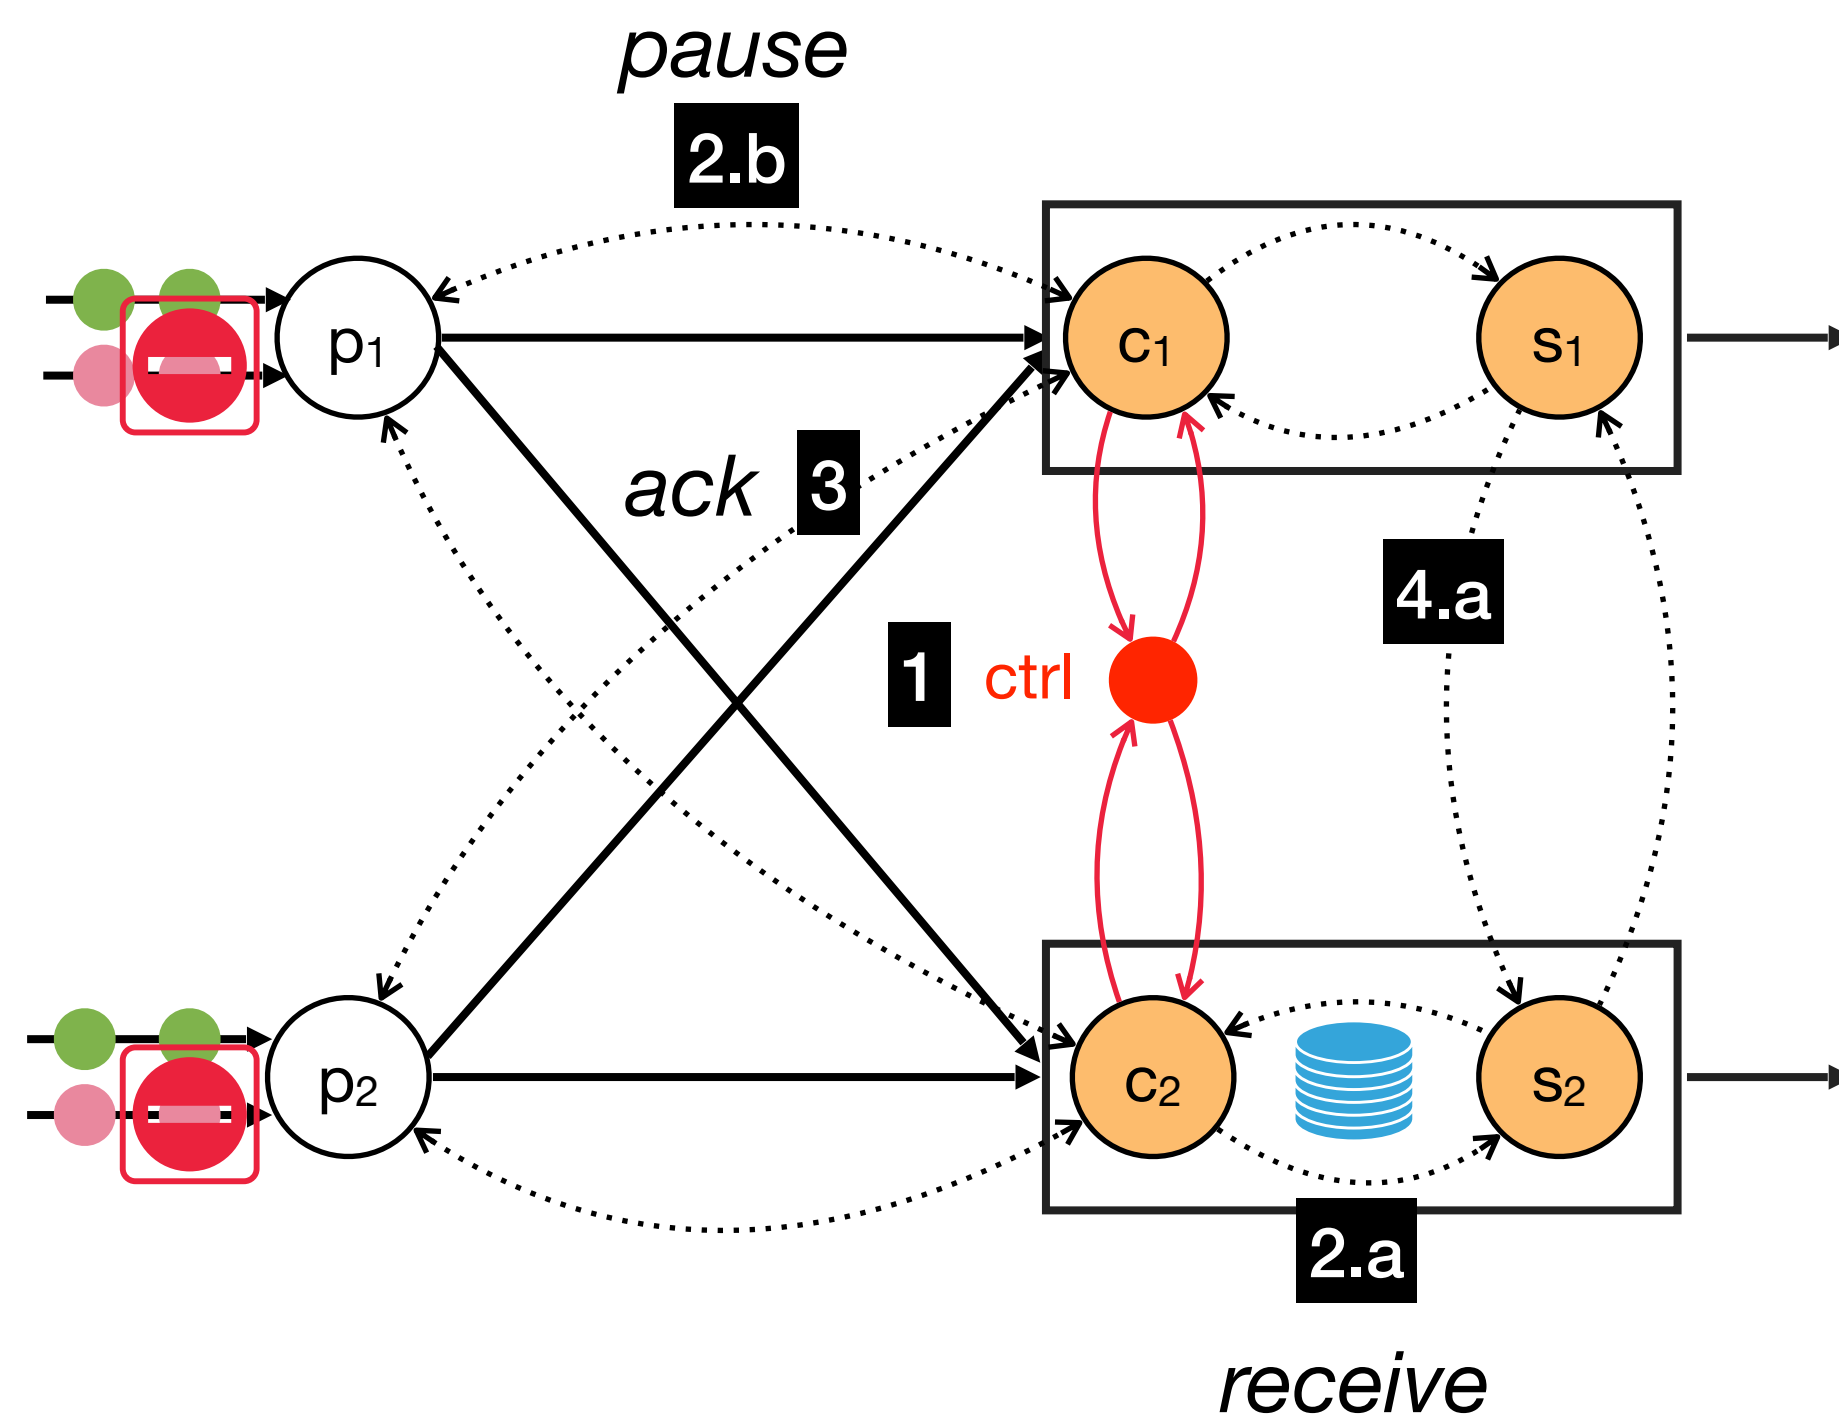 pause
2.b
p₁
c₁
s₁
ack 3
4.a
1 ctrl
p₂
c₂
s₂
2.a
receive